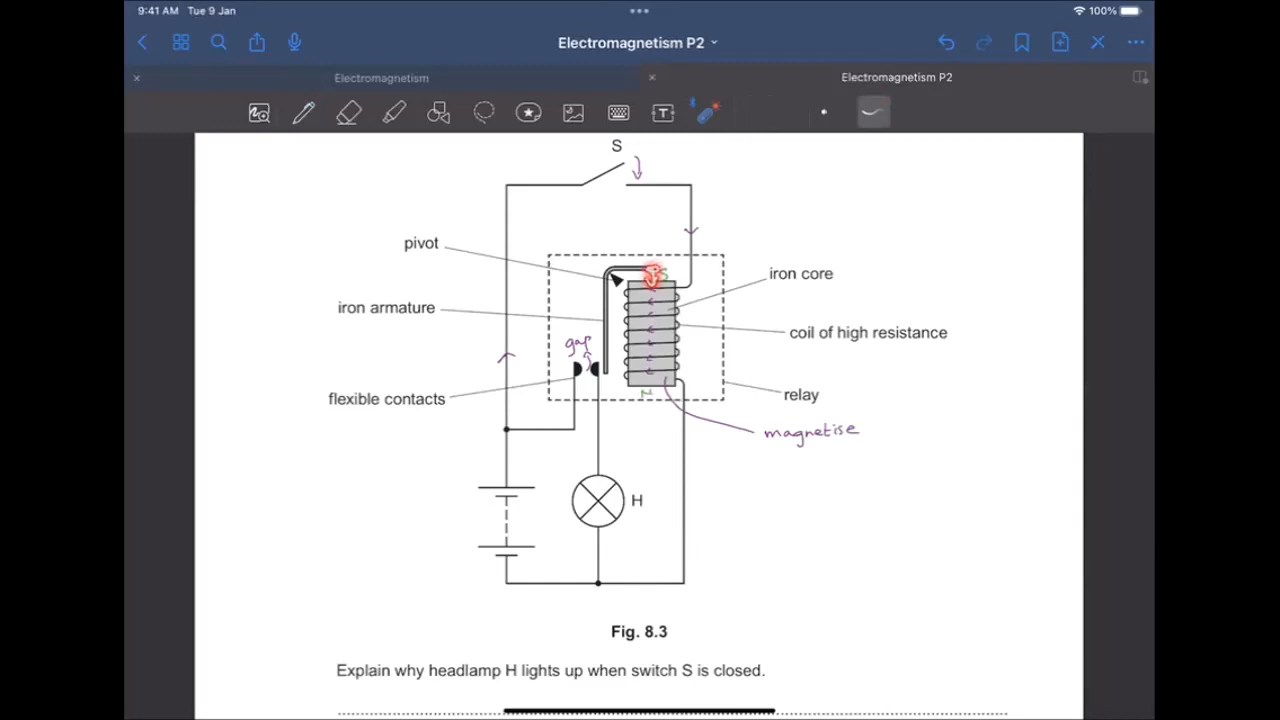 9:41 AM Tue 9 Jan
100%
Electromagnetism P2
Electromagnetism
Electromagnetism P2
T
S
pivot
S
iron core
iron armature
coil of high resistance
gap
flexible contacts
N
relay
magnetise
H
Fig. 8.3
Explain why headlamp H lights up when switch S is closed.